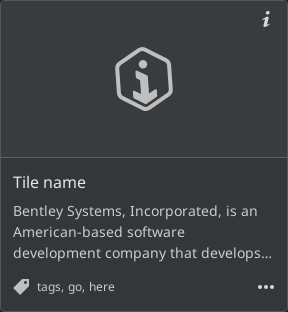 Tile name
Bentley Systems, Incorporated, is an
American-based software
development company that develops...
tags, go, here